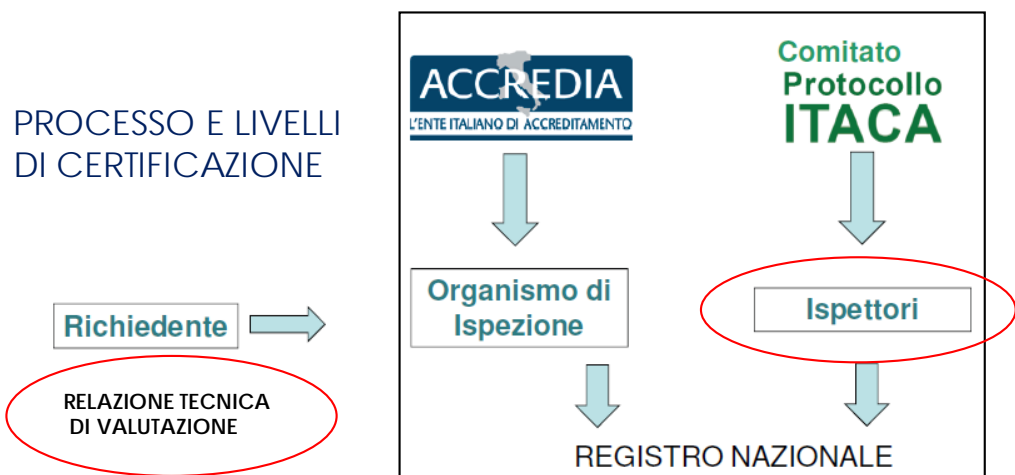 PROCESSO E LIVELLI
DI CERTIFICAZIONE
ACCREDIA
L'ENTE ITALIANO DI ACCREDITAMENTO
Comitato
Protocollo
ITACA
Richiedente
RELAZIONE TECNICA
DI VALUTAZIONE
Organismo di
Ispezione
Ispettori
REGISTRO NAZIONALE